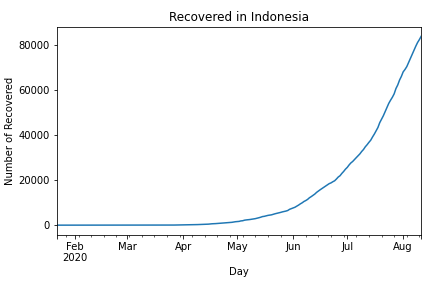 Recovered in Indonesia
Number of Recovered
80000
60000
40000
20000
0
Feb Mar Apr May Jun Jul Aug
2020
Day